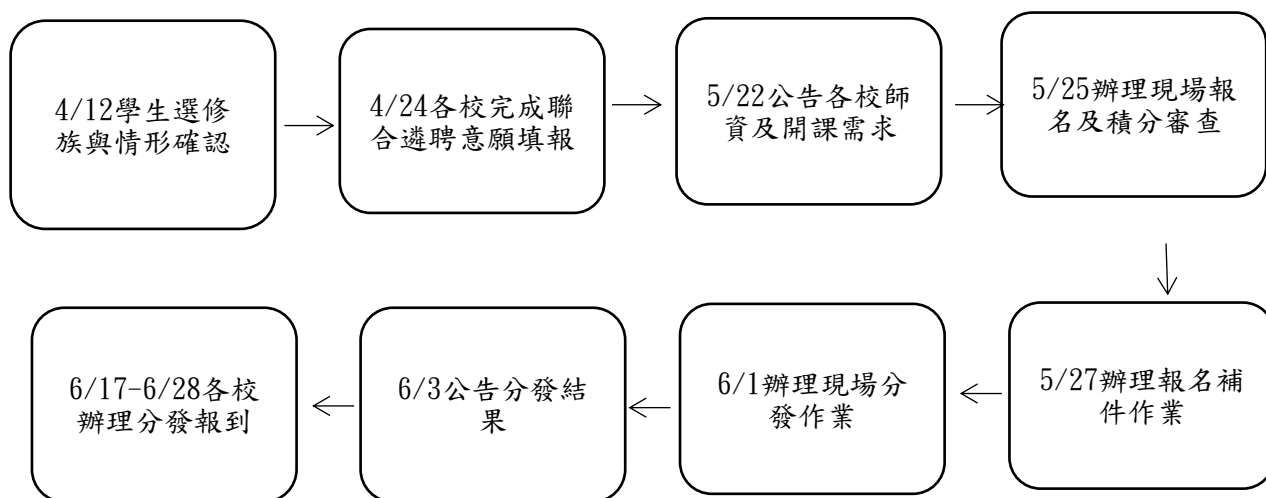 4/12學生選修
族與情形確認
4/24各校完成聯
合遴聘意願填報
5/22公告各校師
資及開課需求
5/25辦理現場報
名及積分審查
5/27辦理報名補
件作業
6/1辦理現場分
發作業
6/3公告分發結
果
6/17-6/28各校
辦理分發報到